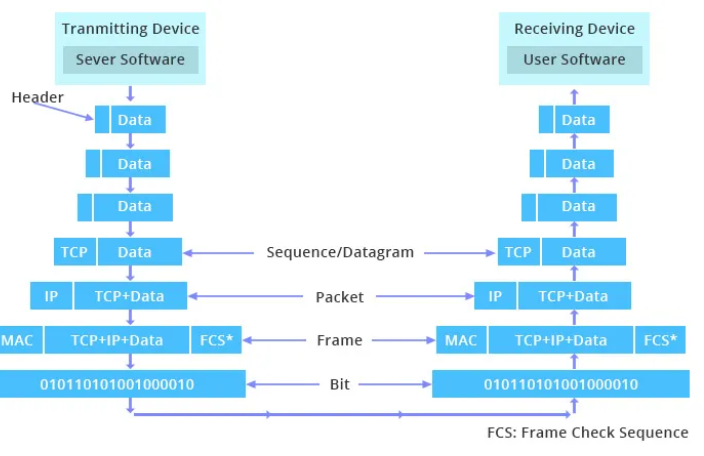 Tranmitting Device
Receiving Device
Sever Software
User Software
Header
Data
Data
Data
Data
Data
Data
TCP
Data
Sequence/Datagram
TCP
Data
IP
TCP+Data
Packet
IP
TCP+Data
MAC
TCP+IP+Data
FCS*
Frame
MAC
TCP+IP+Data
FCS*
010110101001000010
Bit
010110101001000010
FCS: Frame Check Sequence